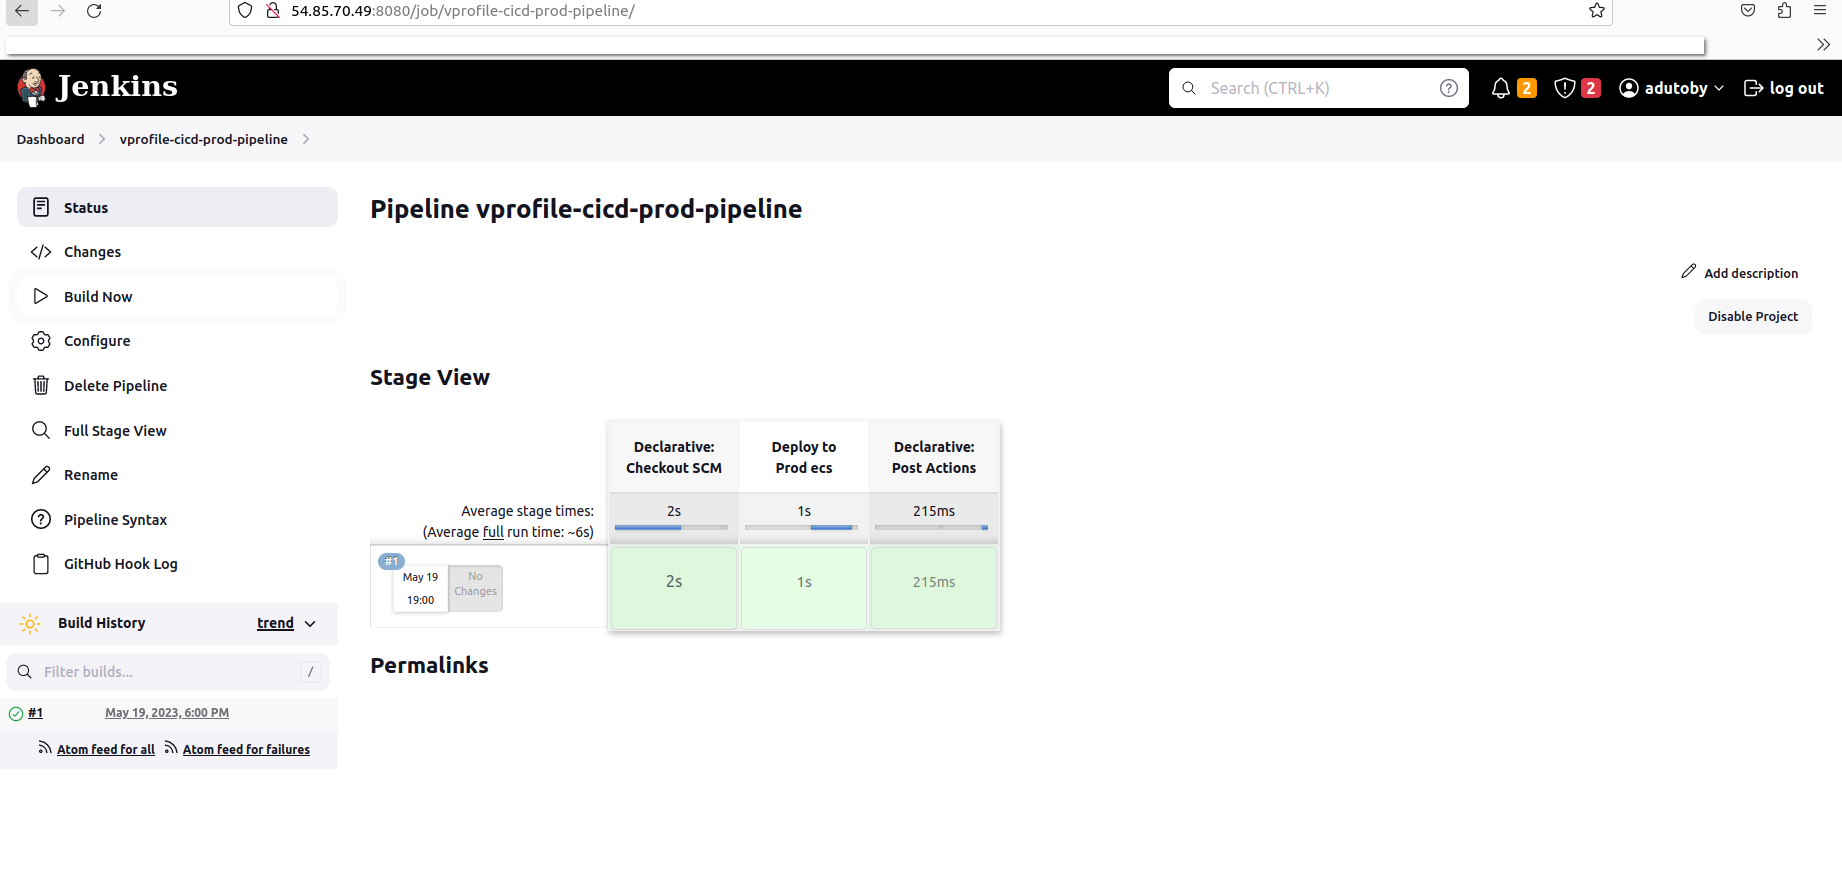 54.85.70.49:8080/job/vprofile-cicd-prod-pipeline/
Jenkins
Search (CTRL+K)
?
2
2
adutoby
log out
Dashboard
vprofile-cicd-prod-pipeline
Status
Changes
Build Now
Configure
Delete Pipeline
Full Stage View
Rename
Pipeline Syntax
GitHub Hook Log
Build History
trend
Filter builds...
/
#1
May 19, 2023, 6:00 PM
Atom feed for all
Atom feed for failures
Pipeline vprofile-cicd-prod-pipeline
Add description
Disable Project
Stage View
Declarative:
Checkout SCM
Deploy to
Prod ecs
Declarative:
Post Actions
Average stage times:
(Average full run time: ~6s)
2s
1s
215ms
#1
May 19
19:00
No
Changes
2s
1s
215ms
Permalinks